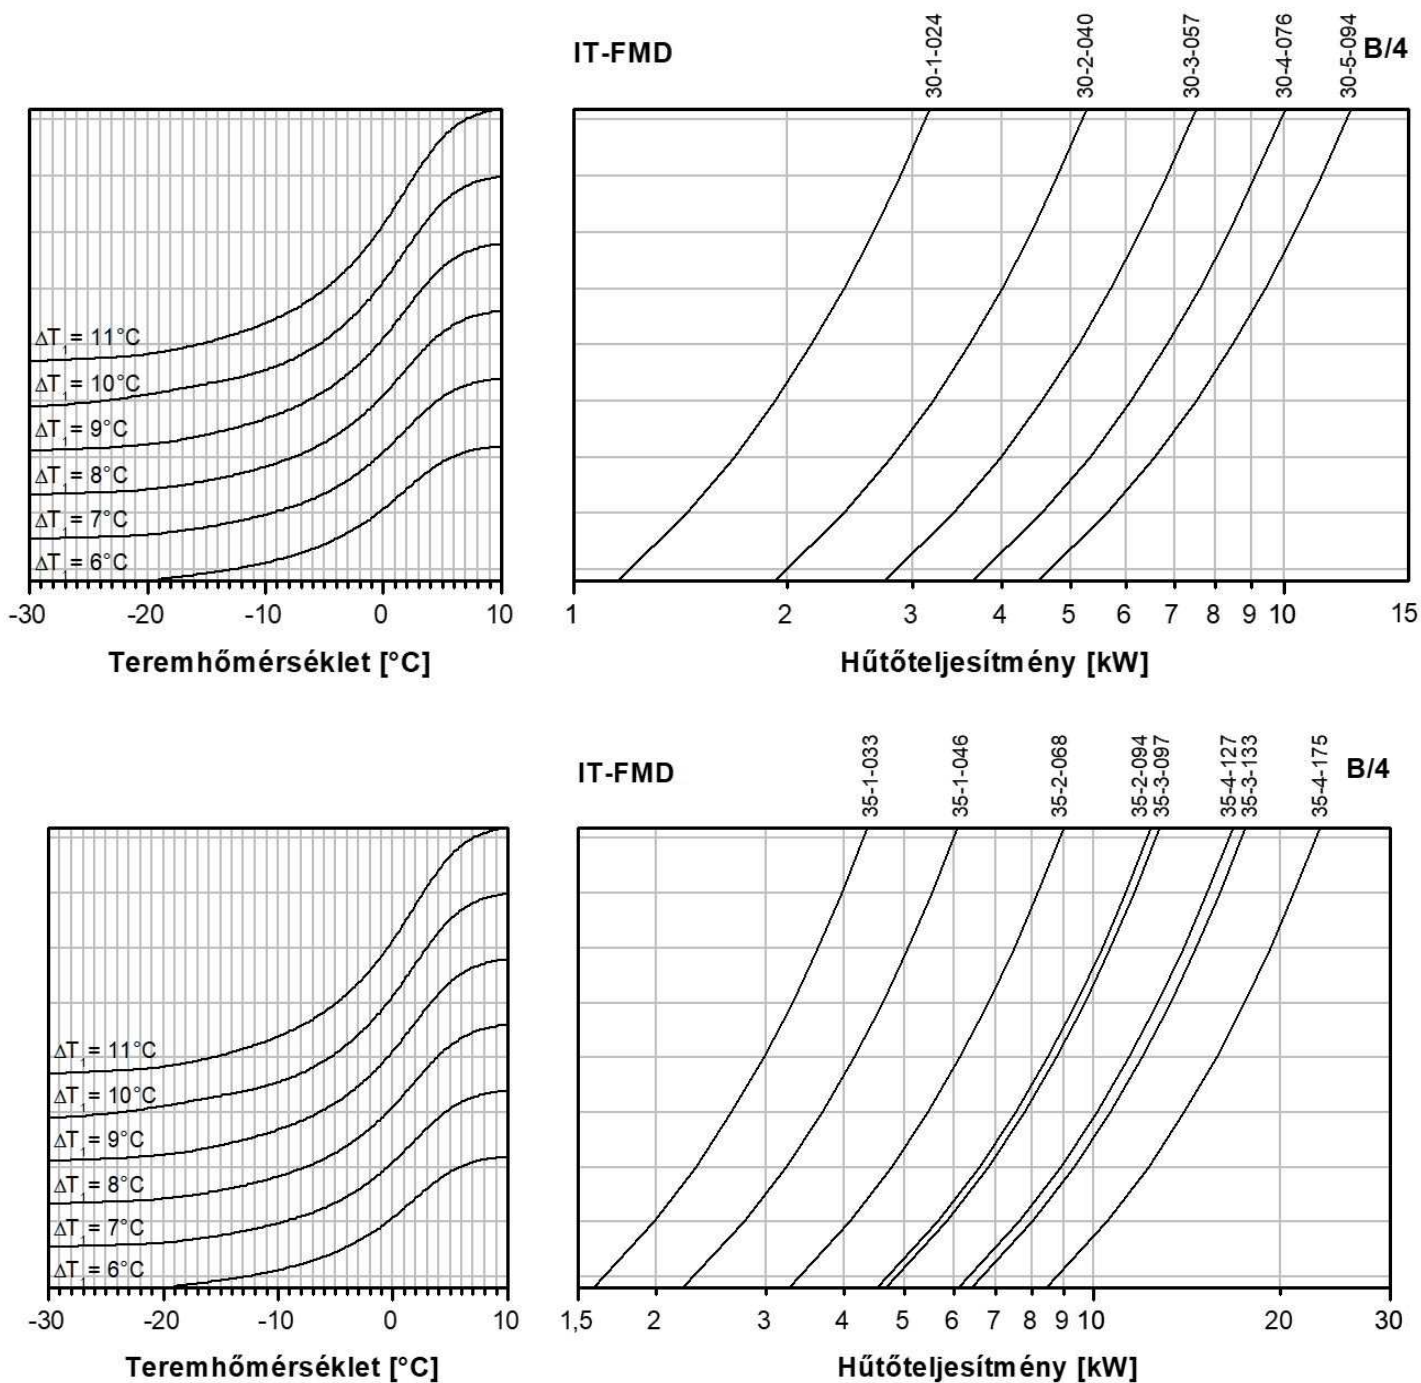 IT-FMD
30-1-024
30-2-040
30-3-057
30-4-076
30-5-094
B/4
ΔT₁ = 11°C
ΔT₁ = 10°C
ΔT₁ = 9°C
ΔT₁ = 8°C
ΔT₁ = 7°C
ΔT₁ = 6°C
-30 -20 -10 0 10
1 2 3 4 5 6 7 8 9 10 15
Teremhőmérséklet [°C]
Hűtőteljesítmény [kW]
IT-FMD
35-1-033
35-1-046
35-2-068
35-2-094
35-3-097
35-4-127
35-3-133
35-4-175
B/4
ΔT₁ = 11°C
ΔT₁ = 10°C
ΔT₁ = 9°C
ΔT₁ = 8°C
ΔT₁ = 7°C
ΔT₁ = 6°C
-30 -20 -10 0 10
1,5 2 3 4 5 6 7 8 9 10 20 30
Teremhőmérséklet [°C]
Hűtőteljesítmény [kW]